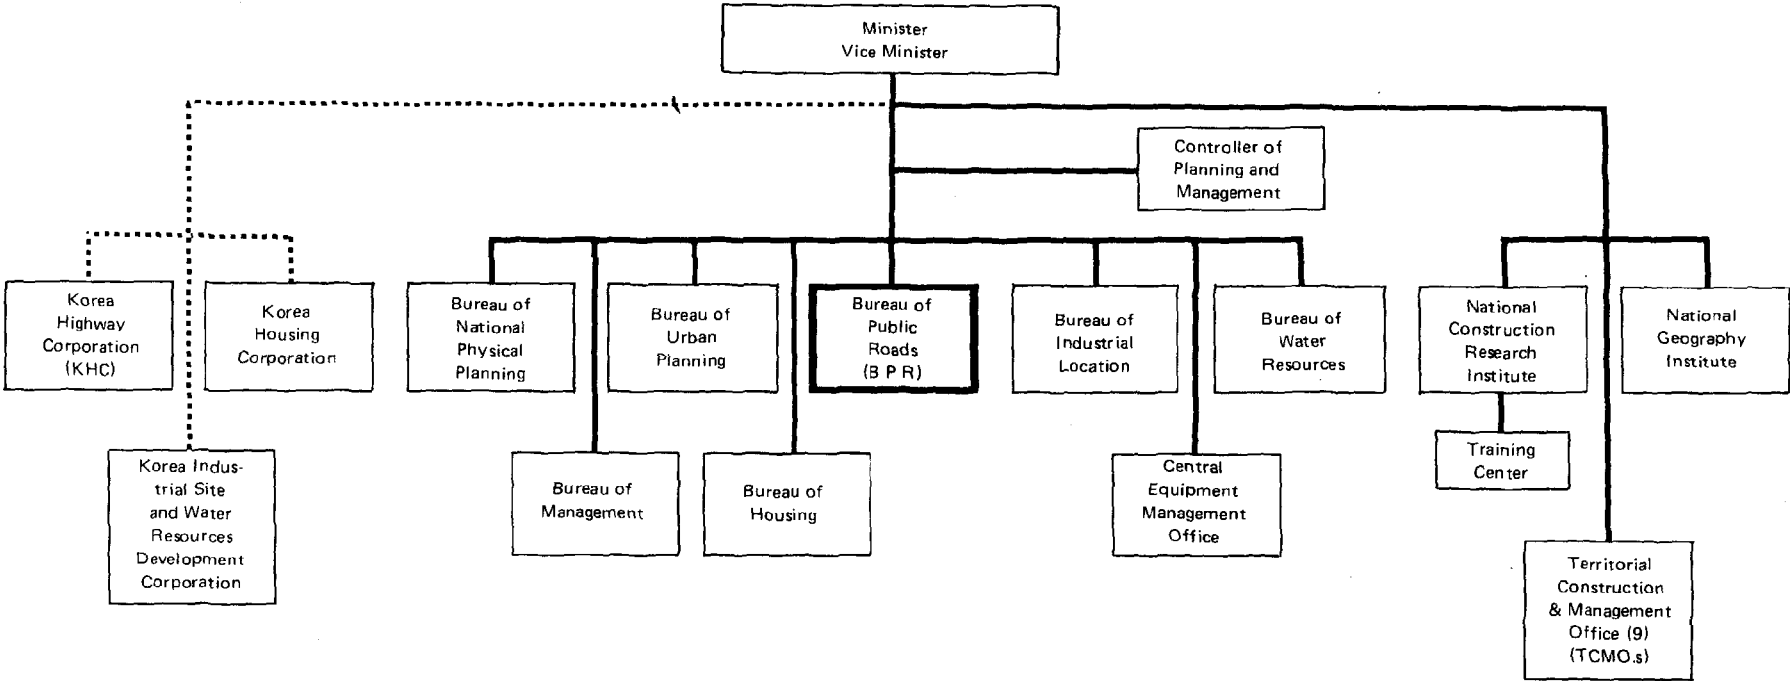 Minister
Vice Minister
Controller of
Planning and
Management
Korea
Highway
Corporation
(KHC)
Korea
Housing
Corporation
Bureau of
National
Physical
Planning
Bureau of
Urban
Planning
Bureau of
Public
Roads
(B P R)
Bureau of
Industrial
Location
Bureau of
Water
Resources
National
Construction
Research
Institute
National
Geography
Institute
Training
Center
Korea Indus-
trial Site
and Water
Resources
Development
Corporation
Bureau of
Management
Bureau of
Housing
Central
Equipment
Management
Office
Territorial
Construction
& Management
Office (9)
(TCMO.s)